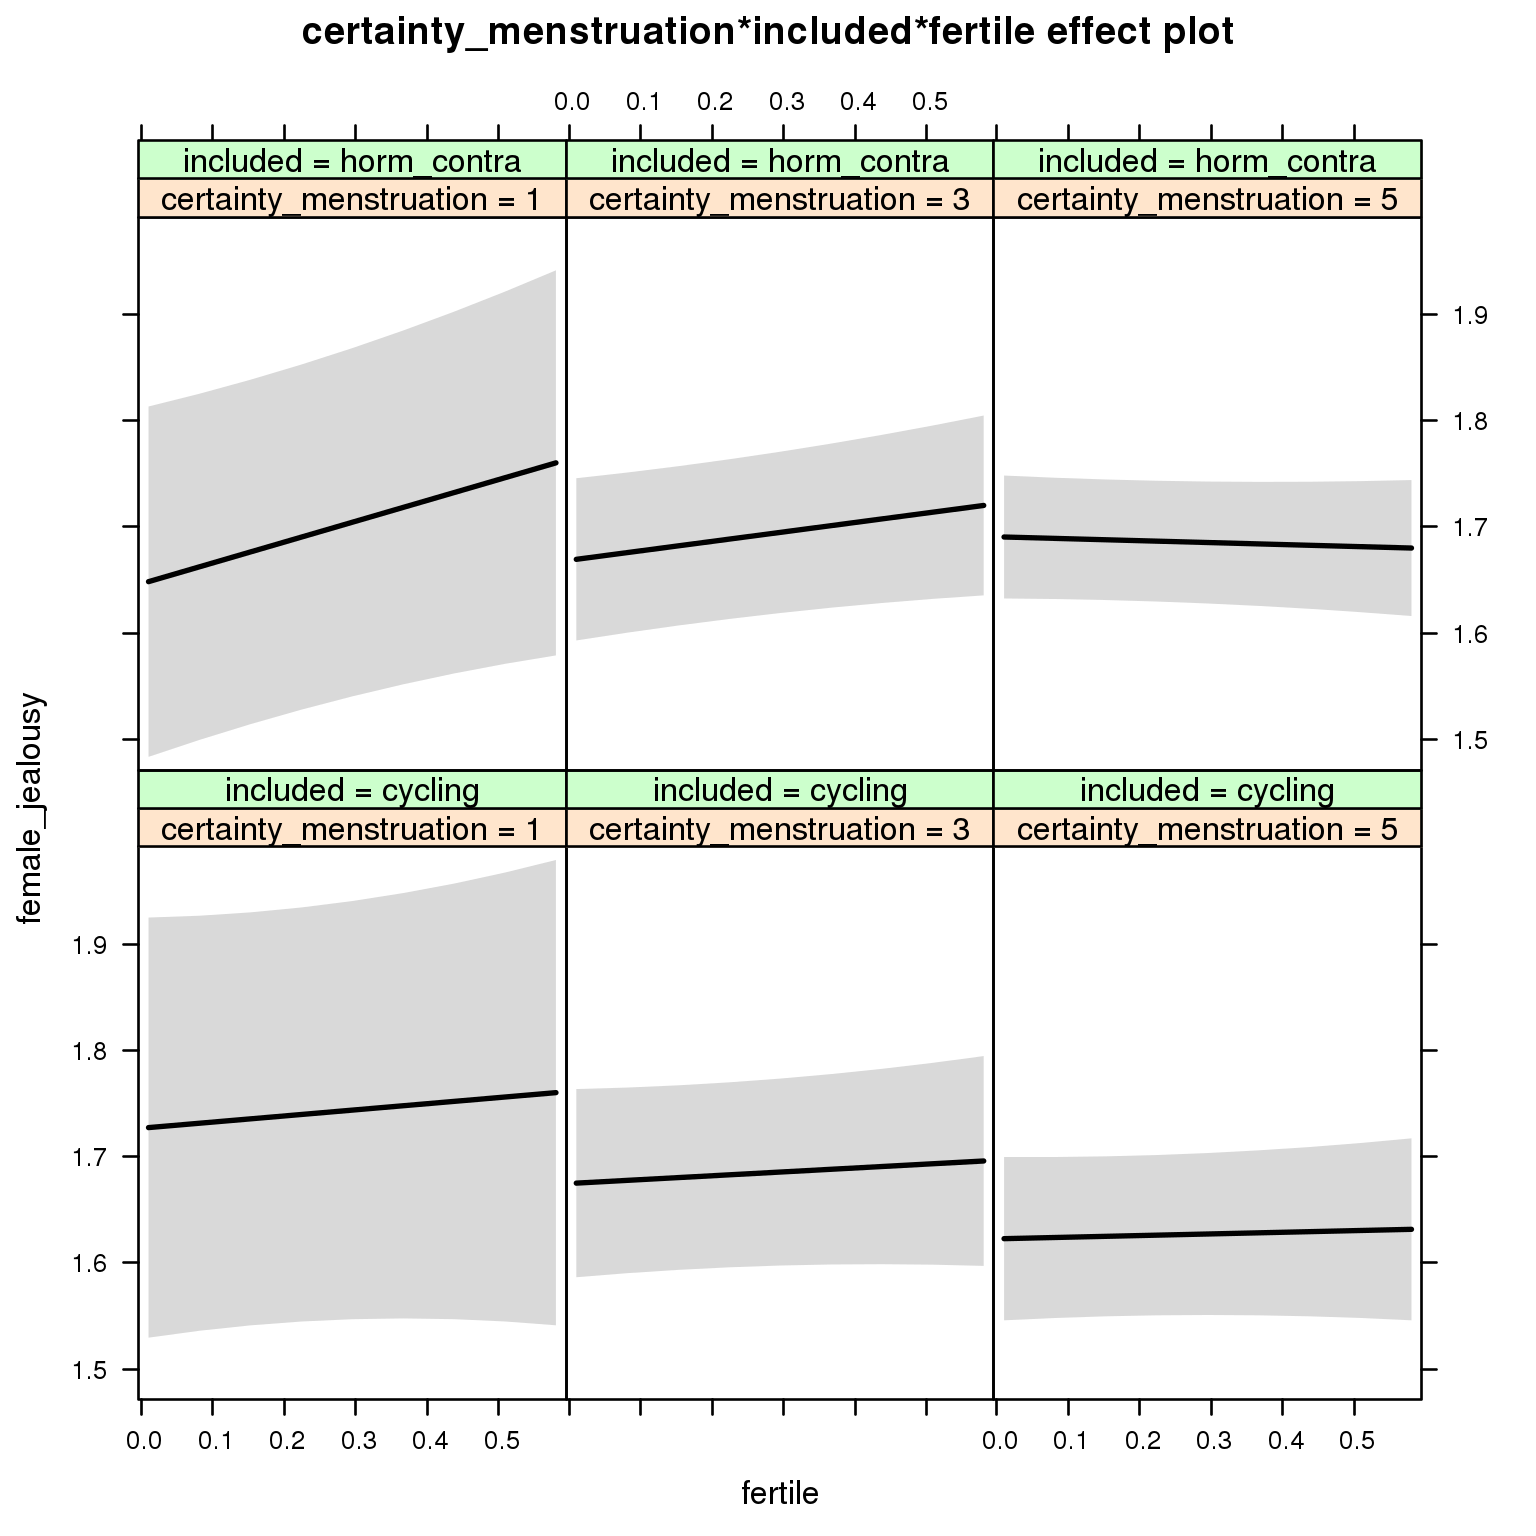 certainty_menstruation*included*fertile effect plot
0.0 0.1 0.2 0.3 0.4 0.5
included = horm_contra included = horm_contra included = horm_contra
certainty_menstruation = 1 certainty_menstruation = 3 certainty_menstruation = 5
1.9
1.8
1.7
1.6
1.5
female_jealousy
included = cycling included = cycling included = cycling
certainty_menstruation = 1 certainty_menstruation = 3 certainty_menstruation = 5
1.9
1.8
1.7
1.6
1.5
0.0 0.1 0.2 0.3 0.4 0.5 0.0 0.1 0.2 0.3 0.4 0.5
fertile